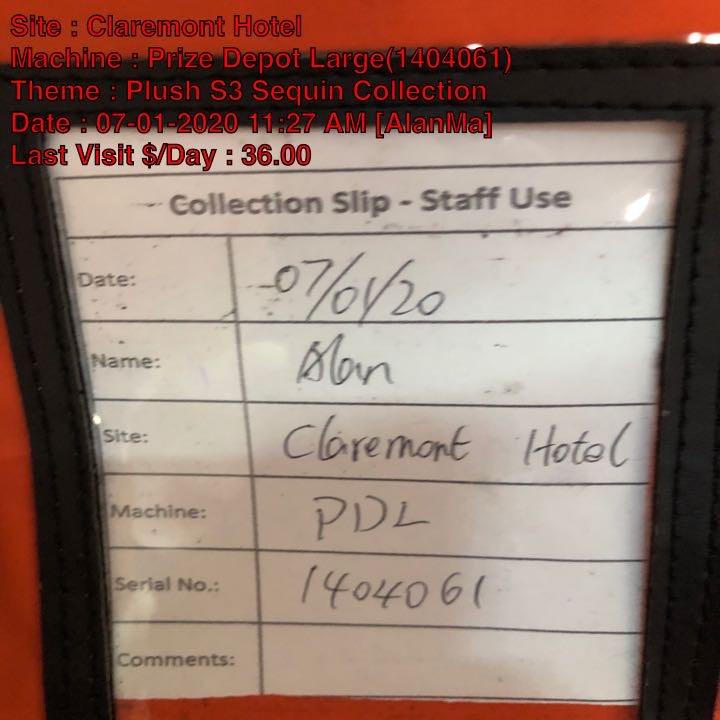 Site : Claremont Hotel
Machine : Prize Depot Large(1404061)
Theme : Plush S3 Sequin Collection
Date : 07-01-2020 11:27 AM [AlanMa]
Last Visit $/Day : 36.00
Collection Slip - Staff Use
Date: 07/01/20
Name: Alan
Site: Claremont Hotel
Machine: PDL
Serial No.: 1404061
Comments: